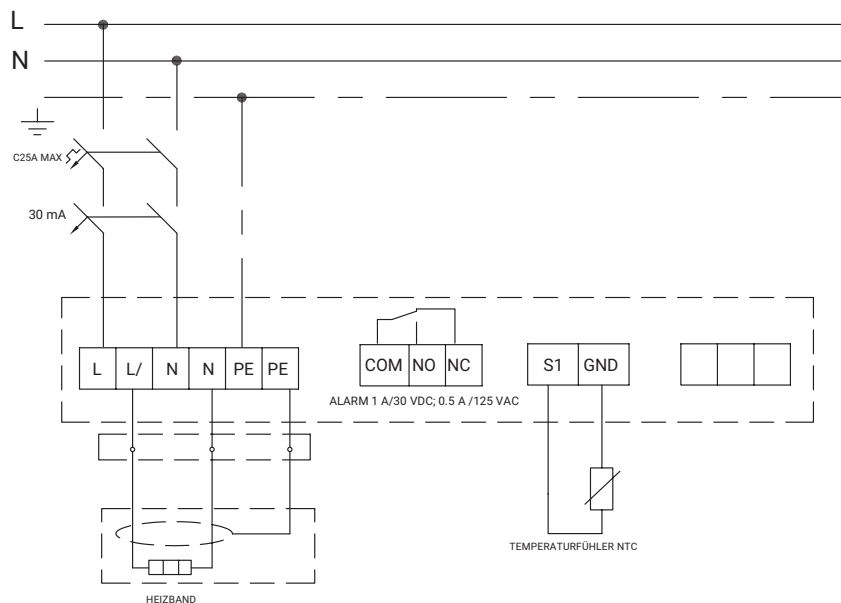 L
N
C25A MAX
30 mA
L L/ N N PE PE
COM NO NC
S1 GND
ALARM 1 A/30 VDC; 0.5 A /125 VAC
TEMPERATURFÜHLER NTC
HEIZBAND